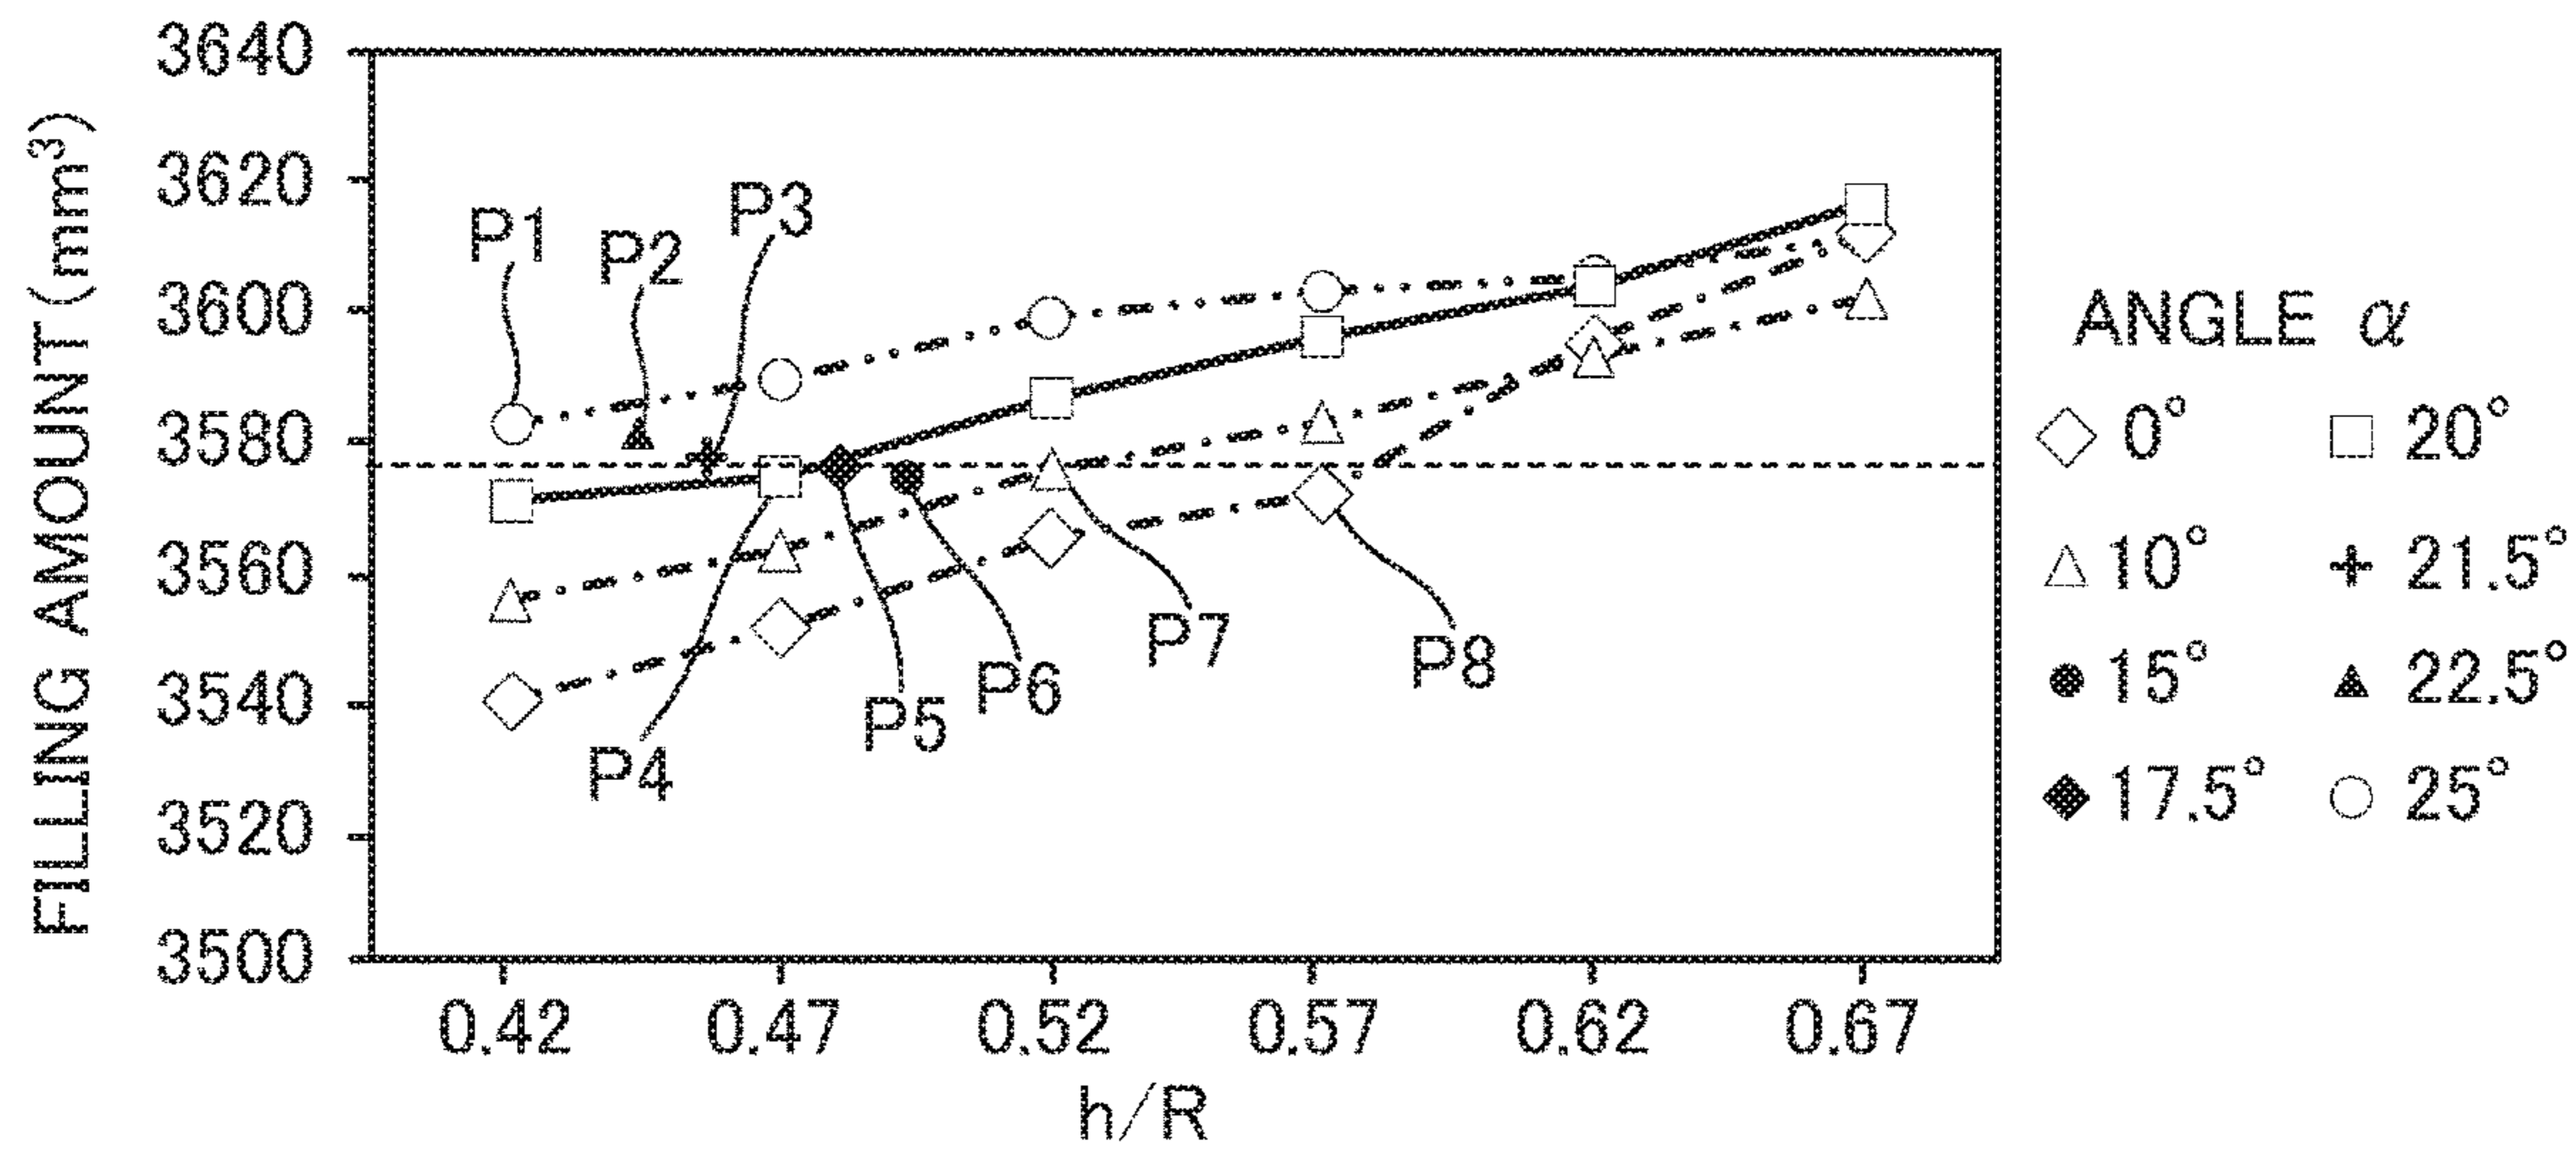 FILLING AMOUNT (mm³)
3640
3620
3600
3580
3560
3540
3520
3500
P1
P2
P3
P4
P5
P6
P7
P8
0.42 0.47 0.52 0.57 0.62 0.67
h/R
ANGLE α
0° 20°
10° 21.5°
15° 22.5°
17.5° 25°